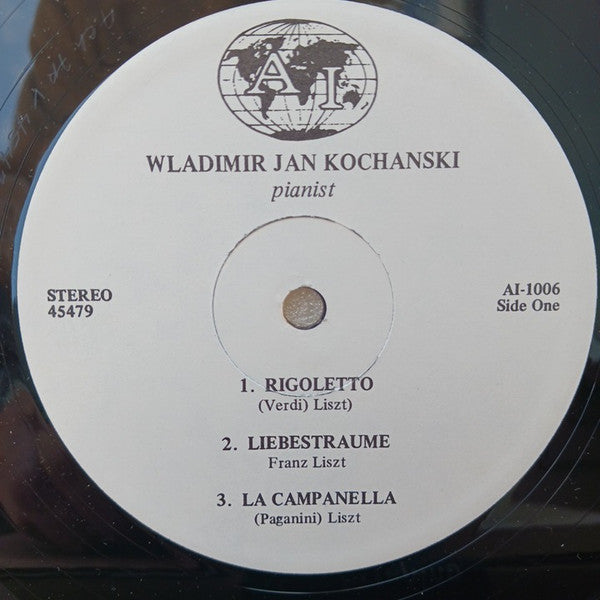 AI
WLADIMIR JAN KOCHANSKI
pianist
STEREO
45479
AI-1006
Side One
1. RIGOLETTO
(Verdi) Liszt)
2. LIEBESTRAUME
Franz Liszt
3. LA CAMPANELLA
(Paganini) Liszt